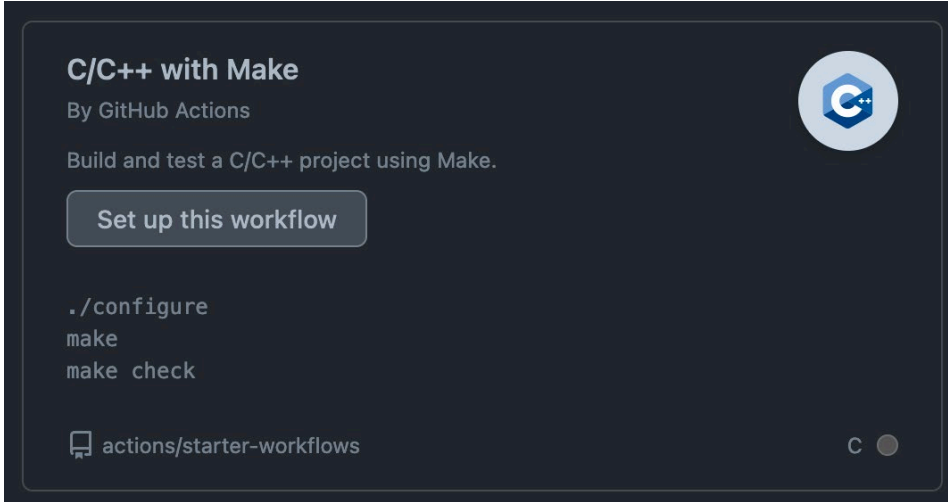 C/C++ with Make
By GitHub Actions
Build and test a C/C++ project using Make.
Set up this workflow
./configure
make
make check
actions/starter-workflows
C
C++